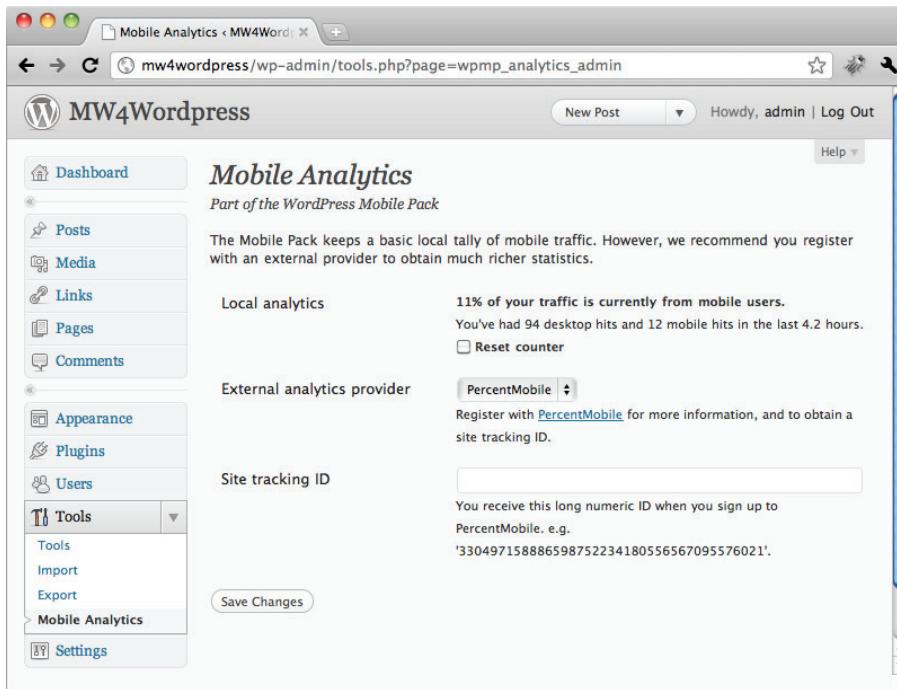 Mobile Analytics ‹ MW4Word
mw4wordpress/wp-admin/tools.php?page=wpmp_analytics_admin
MW4Wordpress
New Post
Howdy, admin | Log Out
Help
Dashboard
Posts
Media
Links
Pages
Comments
Appearance
Plugins
Users
Tools
Tools
Import
Export
Mobile Analytics
Settings
Mobile Analytics
Part of the WordPress Mobile Pack
The Mobile Pack keeps a basic local tally of mobile traffic. However, we recommend you register
with an external provider to obtain much richer statistics.
Local analytics
11% of your traffic is currently from mobile users.
You've had 94 desktop hits and 12 mobile hits in the last 4.2 hours.
Reset counter
External analytics provider
PercentMobile
Register with PercentMobile for more information, and to obtain a
site tracking ID.
Site tracking ID
You receive this long numeric ID when you sign up to
PercentMobile. e.g.
'330497158886598752234180556567095576021'.
Save Changes